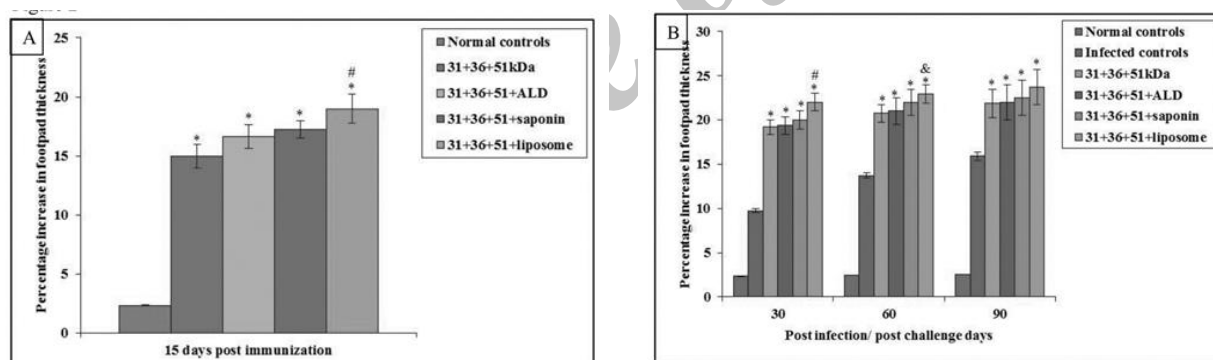 A
Percentage increase in footpad thickness
25
20
15
10
5
0
*
*
*
#
*
15 days post immunization
Normal controls
31+36+51kDa
31+36+51+ALD
31+36+51+saponin
31+36+51+liposome
B
Percentage increase in footpad thickness
30
25
20
15
10
5
0
*
*
*
#
*
*
*
*
&
*
*
*
*
*
30
60
90
Post infection/ post challenge days
Normal controls
Infected controls
31+36+51kDa
31+36+51+ALD
31+36+51+saponin
31+36+51+liposome